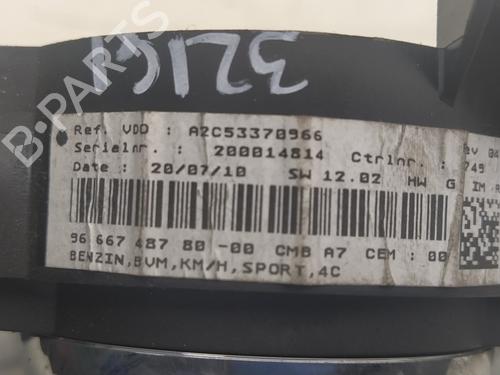 Ref. VDO : A2C53370966
Serialnr. : 200014814 Ctrlnr. :
Date : 20/07/10 SW 12.02 HW G
749
IM
96 667 487 80-00 CMB A7 CEM : 00
BENZIN,BVM,KM/H,SPORT,4C
B-PARTS